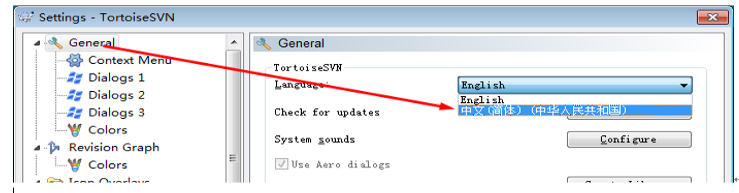 Settings - TortoiseSVN
General
Context Menu
Dialogs 1
Dialogs 2
Dialogs 3
Colors
Revision Graph
Colors
Icon Overlays
General
TortoiseSVN
Language:
English
English
中文(简体) (中华人民共和国)
Check for updates
System sounds
Configure
Use Aero dialogs